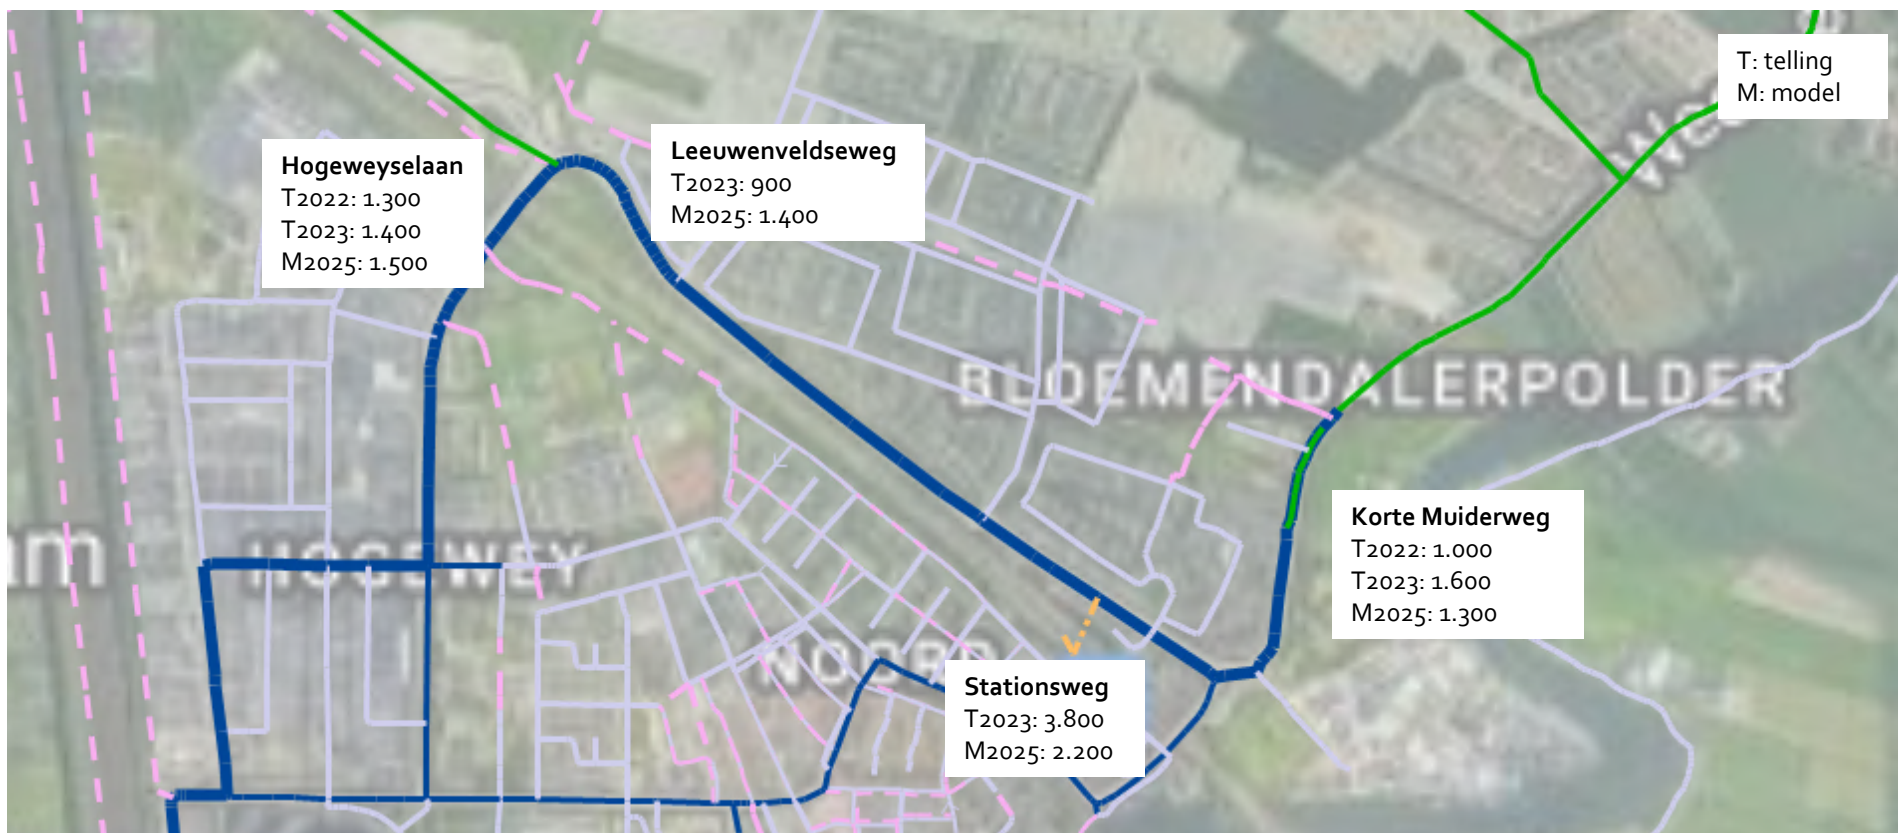 T: telling
M: model
Hogeweyselaan
T2022: 1.300
T2023: 1.400
M2025: 1.500
Leeuwenveldseweg
T2023: 900
M2025: 1.400
BLOEMENDALERPOLDER
Korte Muiderweg
T2022: 1.000
T2023: 1.600
M2025: 1.300
am
HOGEWEY
NOORD
Stationsweg
T2023: 3.800
M2025: 2.200